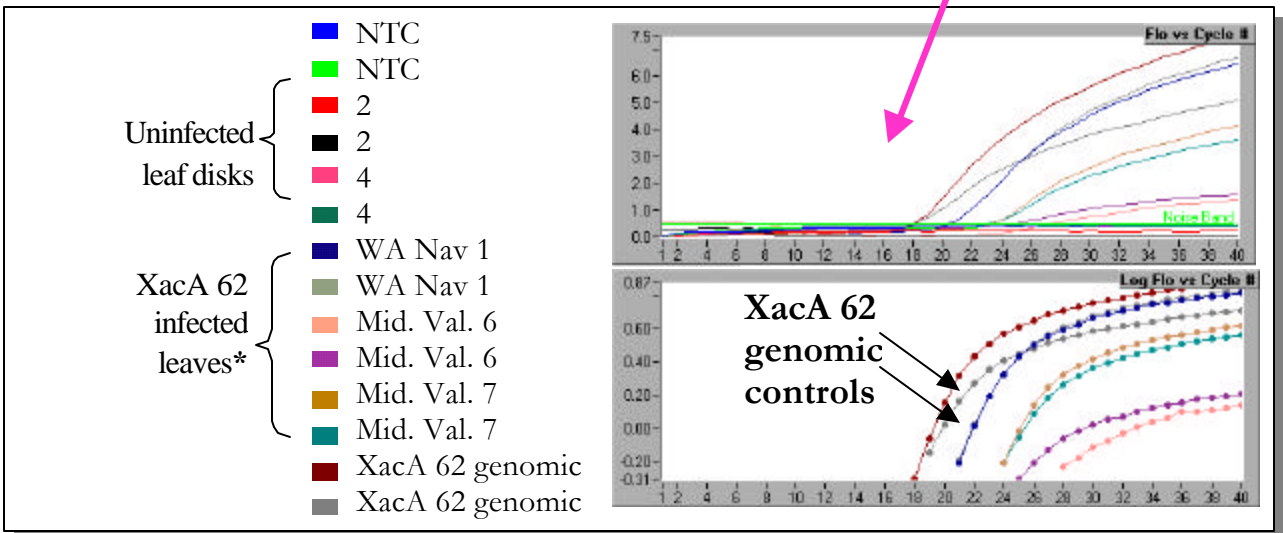 NTC
NTC
Uninfected
leaf disks
2
2
4
4
XacA 62
infected
leaves*
WA Nav 1
WA Nav 1
Mid. Val. 6
Mid. Val. 6
Mid. Val. 7
Mid. Val. 7
XacA 62 genomic
XacA 62 genomic
Flo vs Cycle #
7.5
6.0
5.0
4.0
3.0
2.0
1.0
0.0
Noise Band
1 2 4 6 8 10 12 14 16 18 20 22 24 26 28 30 32 34 36 38 40
Log Flo vs Cycle #
0.87
0.60
0.40
0.20
0.00
-0.20
-0.31
XacA 62
genomic
controls
1 2 4 6 8 10 12 14 16 18 20 22 24 26 28 30 32 34 36 38 40